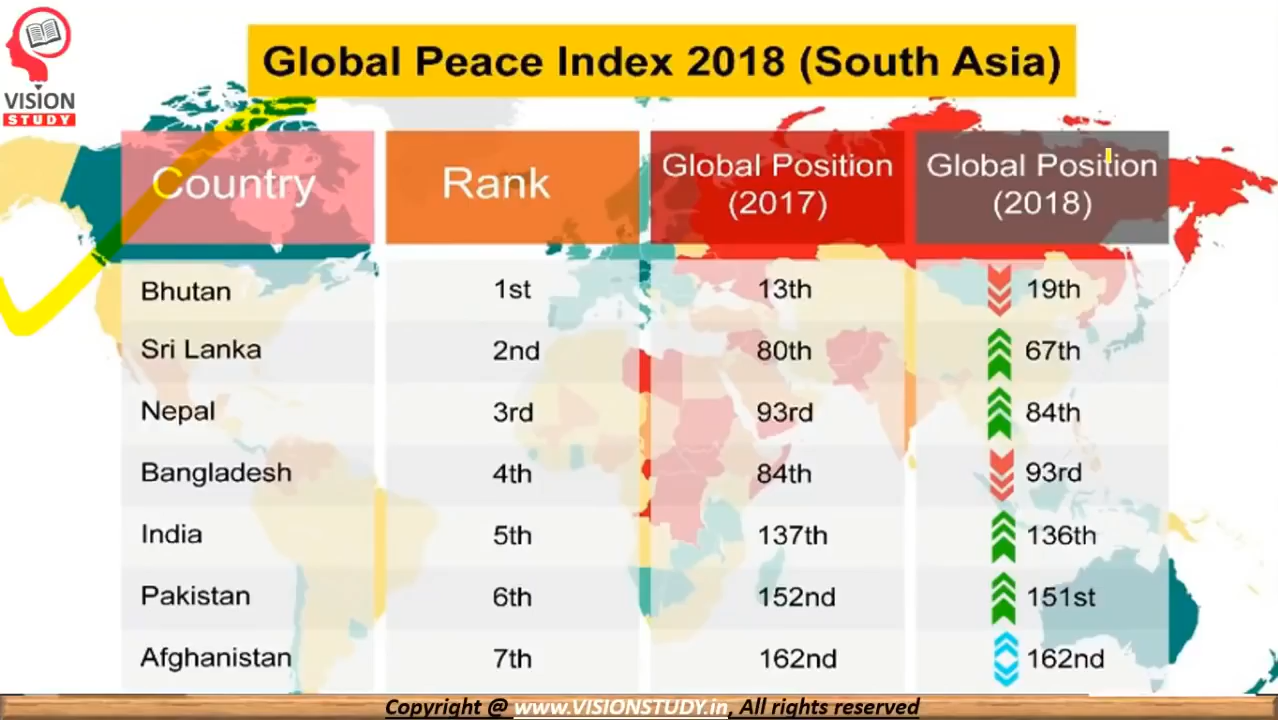 VISION
STUDY
Global Peace Index 2018 (South Asia)
Country Rank Global Position (2017) Global Position (2018)
Bhutan 1st 13th 19th
Sri Lanka 2nd 80th 67th
Nepal 3rd 93rd 84th
Bangladesh 4th 84th 93rd
India 5th 137th 136th
Pakistan 6th 152nd 151st
Afghanistan 7th 162nd 162nd
Copyright @ www.VISIONSTUDY.in, All rights reserved